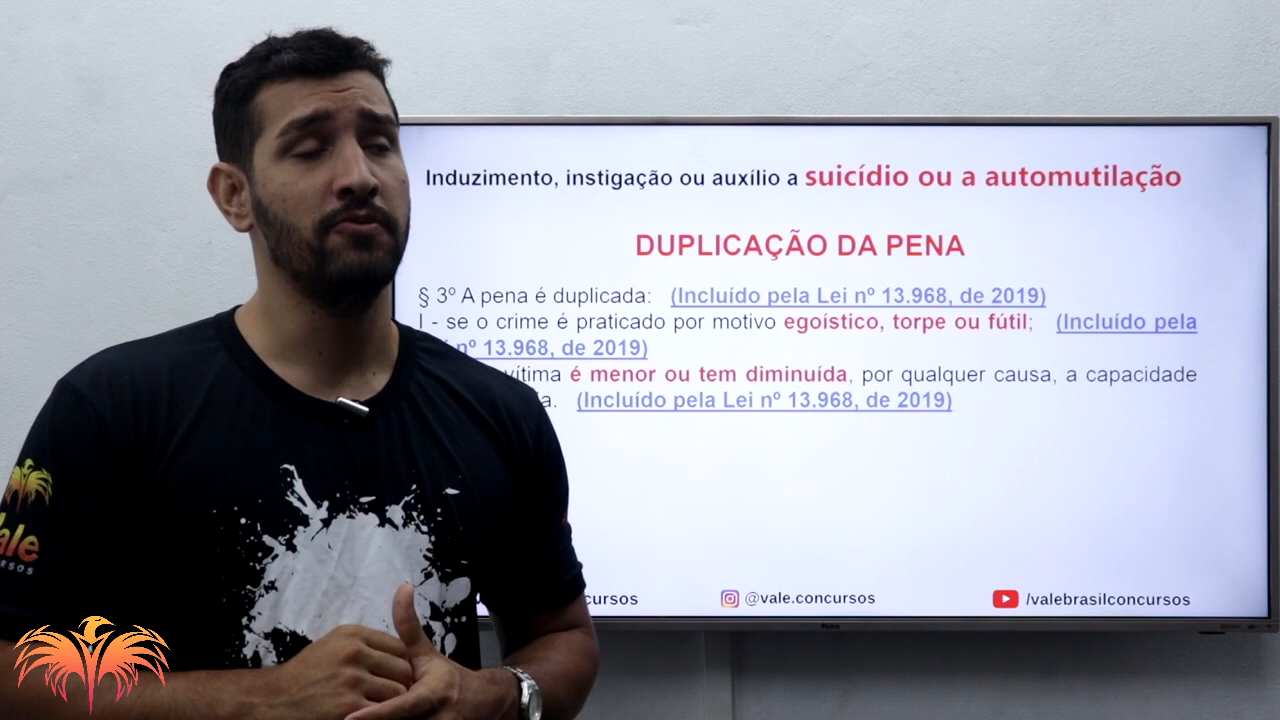 Induzimento, instigação ou auxílio a suicídio ou a automutilação
DUPLICAÇÃO DA PENA
§ 3º A pena é duplicada: (Incluído pela Lei nº 13.968, de 2019)
I - se o crime é praticado por motivo egoístico, torpe ou fútil; (Incluído pela
nº 13.968, de 2019)
vítima é menor ou tem diminuída, por qualquer causa, a capacidade
(Incluído pela Lei nº 13.968, de 2019)
@vale.concursos
/valebrasilconcursos